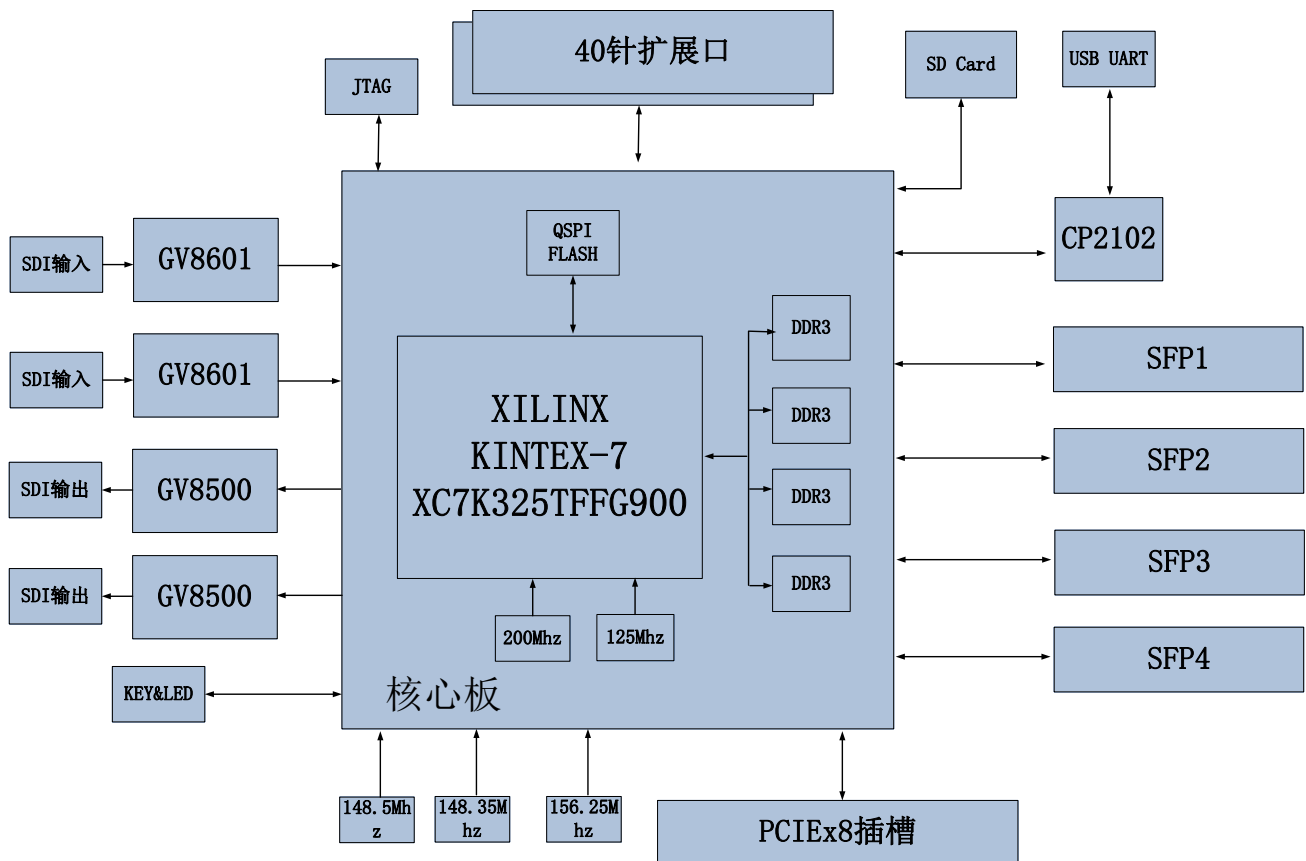 40针扩展口
JTAG
SD Card
USB UART
SDI输入
GV8601
QSPI
FLASH
CP2102
SDI输入
GV8601
XILINX
KINTEX-7
XC7K325TFFG900
DDR3
DDR3
DDR3
DDR3
SFP1
SFP2
SFP3
SFP4
SDI输出
GV8500
SDI输出
GV8500
200Mhz
125Mhz
KEY&LED
核心板
148.5Mh
z
148.35M
hz
156.25M
hz
PCIEx8插槽